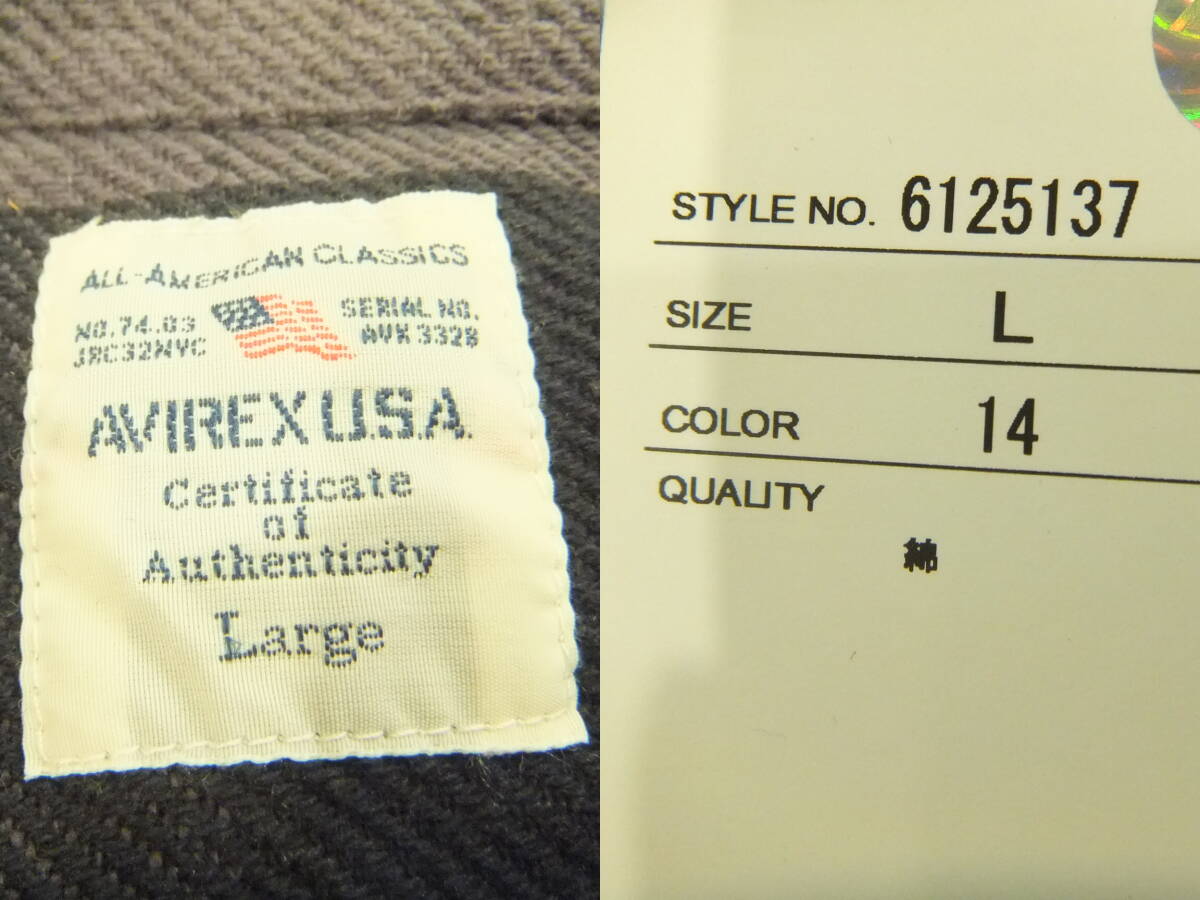 ALL-AMERICAN CLASSICS
NO.74.03
JRC32NYC
SERIAL NO.
AVX 3328
AVIREX U.S.A.
Certificate
of
Authenticity
Large
STYLE NO. 6125137
SIZE L
COLOR 14
QUALITY
綿